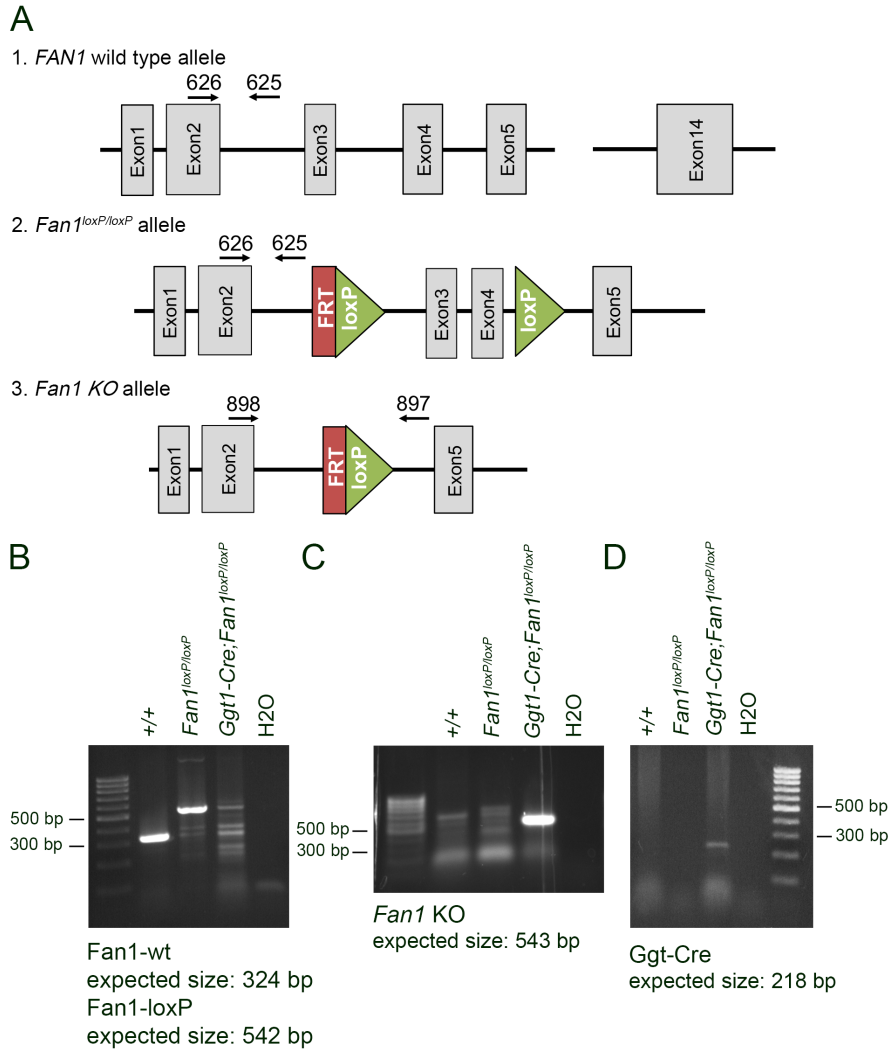 A
1. FAN1 wild type allele
626 625
Exon1 Exon2 Exon3 Exon4 Exon5 Exon14
2. Fan1loxP/loxP allele
626 625
Exon1 Exon2 FRT loxP Exon3 Exon4 loxP Exon5
3. Fan1 KO allele
898 897
Exon1 Exon2 FRT loxP Exon5
B
+/+ Fan1loxP/loxP Ggt1-Cre;Fan1loxP/loxP H2O
500 bp
300 bp
Fan1-wt
expected size: 324 bp
Fan1-loxP
expected size: 542 bp
C
+/+ Fan1loxP/loxP Ggt1-Cre;Fan1loxP/loxP H2O
500 bp
300 bp
Fan1 KO
expected size: 543 bp
D
+/+ Fan1loxP/loxP Ggt1-Cre;Fan1loxP/loxP H2O
500 bp
300 bp
Ggt-Cre
expected size: 218 bp